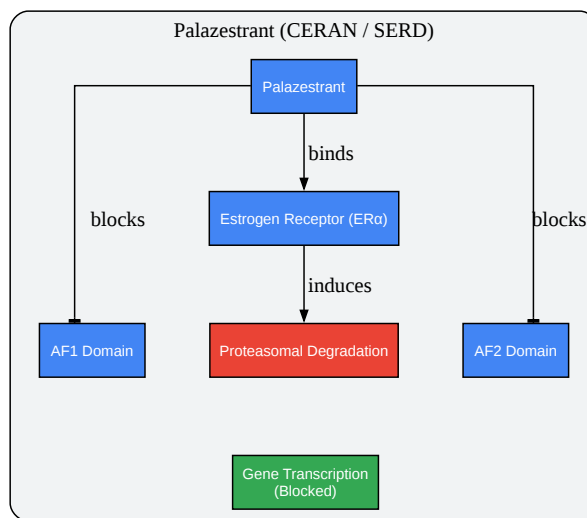 Palazestrant (CERAN / SERD)
Palazestrant
binds
blocks
Estrogen Receptor (ERα)
blocks
induces
AF1 Domain
Proteasomal Degradation
AF2 Domain
Gene Transcription
(Blocked)